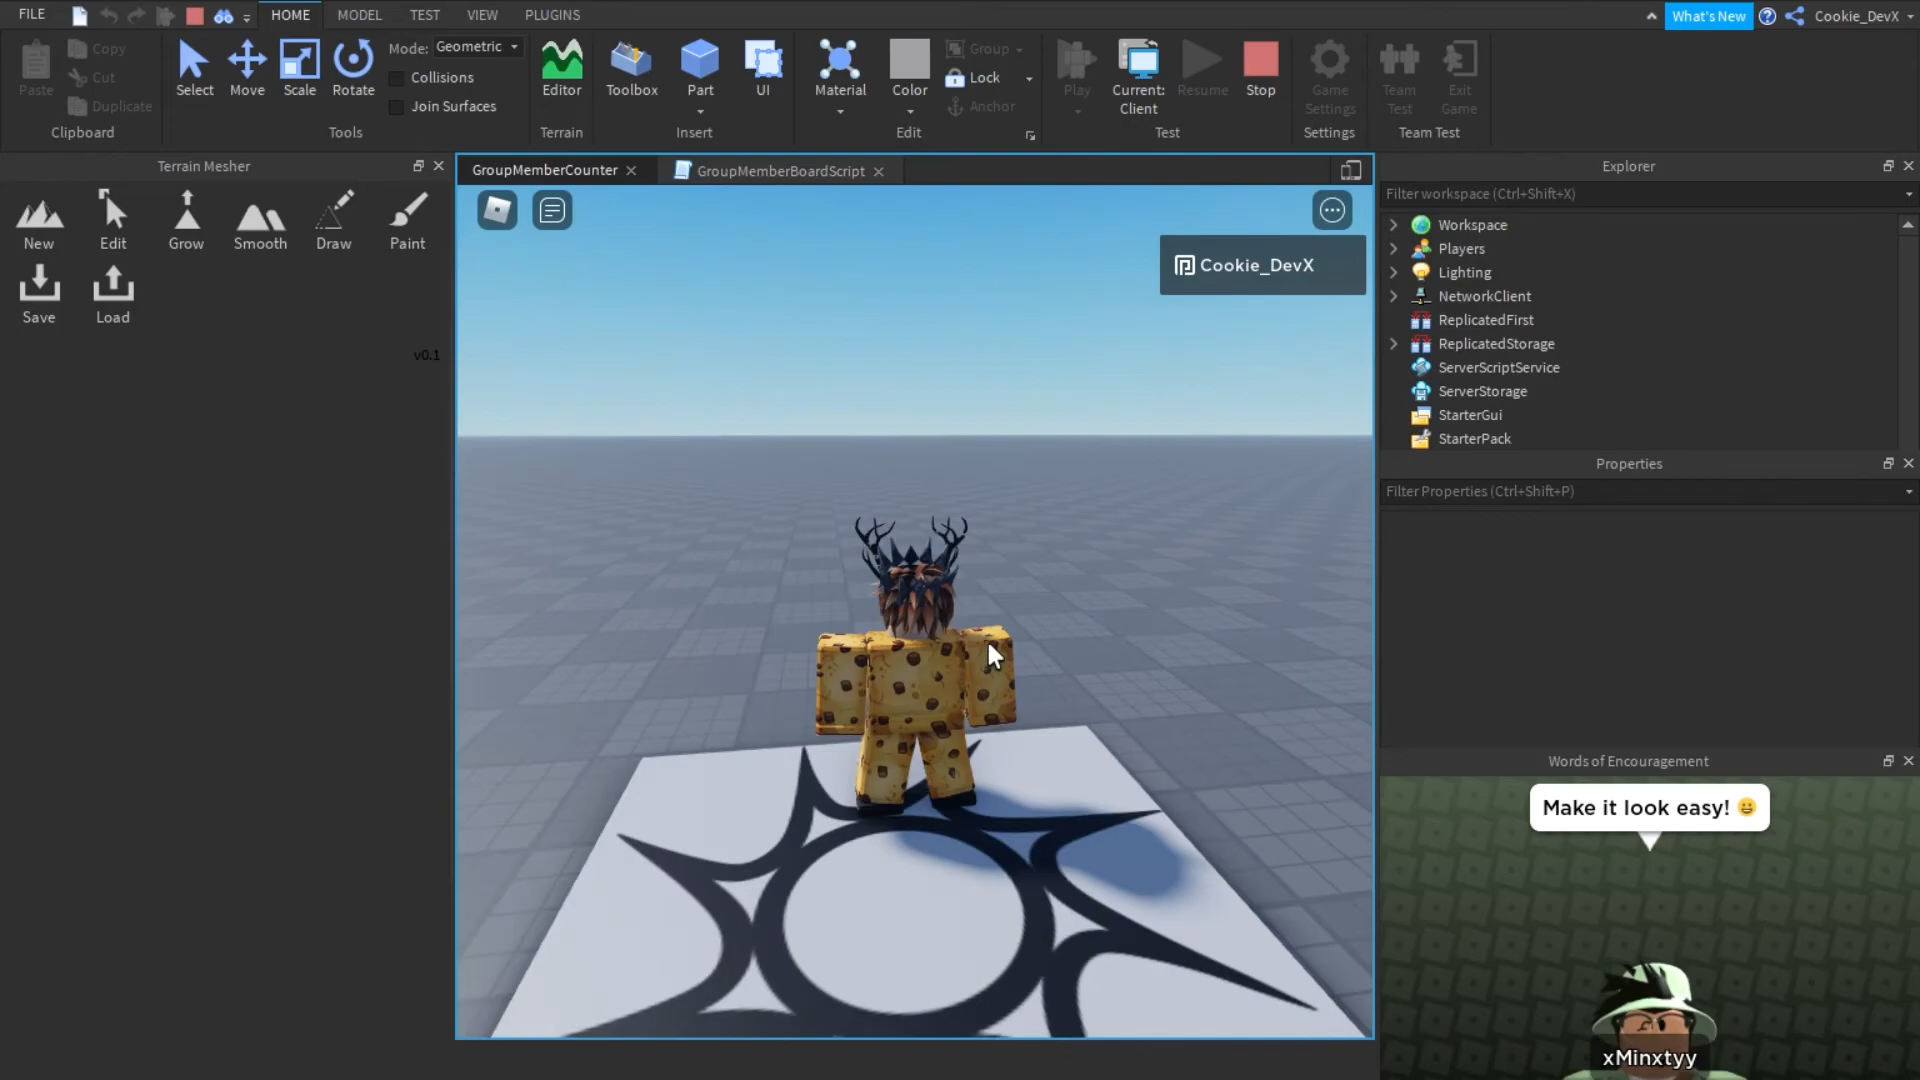 FILE
HOME
MODEL
TEST
VIEW
PLUGINS
What's New
Cookie_DevX
Paste
Copy
Cut
Duplicate
Clipboard
Select
Move
Scale
Rotate
Mode: Geometric
Collisions
Join Surfaces
Tools
Editor
Terrain
Toolbox
Part
UI
Insert
Material
Color
Group
Lock
Anchor
Edit
Play
Current:
Client
Resume
Stop
Test
Game
Settings
Settings
Team
Test
Exit
Game
Team Test
Terrain Mesher
New
Edit
Grow
Smooth
Draw
Paint
Save
Load
v0.1
GroupMemberCounter
GroupMemberBoardScript
Cookie_DevX
Explorer
Filter workspace (Ctrl+Shift+X)
Workspace
Players
Lighting
NetworkClient
ReplicatedFirst
ReplicatedStorage
ServerScriptService
ServerStorage
StarterGui
StarterPack
Properties
Filter Properties (Ctrl+Shift+P)
Words of Encouragement
Make it look easy! 😀
xMinxtyy